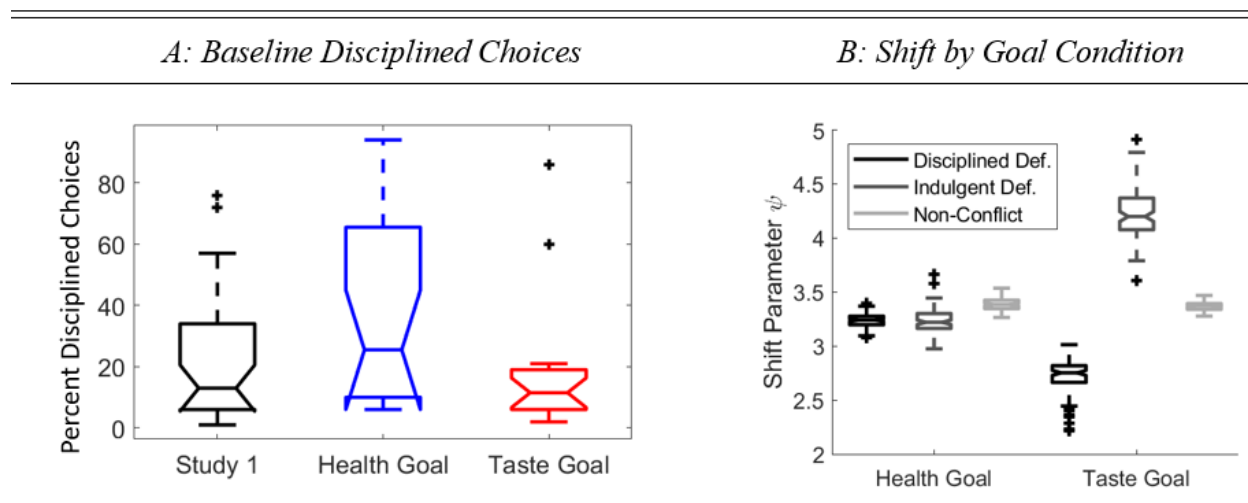 A: Baseline Disciplined Choices
B: Shift by Goal Condition
Percent Disciplined Choices
80
60
40
20
0
Study 1
Health Goal
Taste Goal
Shift Parameter ψ
5
4.5
4
3.5
3
2.5
2
Disciplined Def.
Indulgent Def.
Non-Conflict
Health Goal
Taste Goal